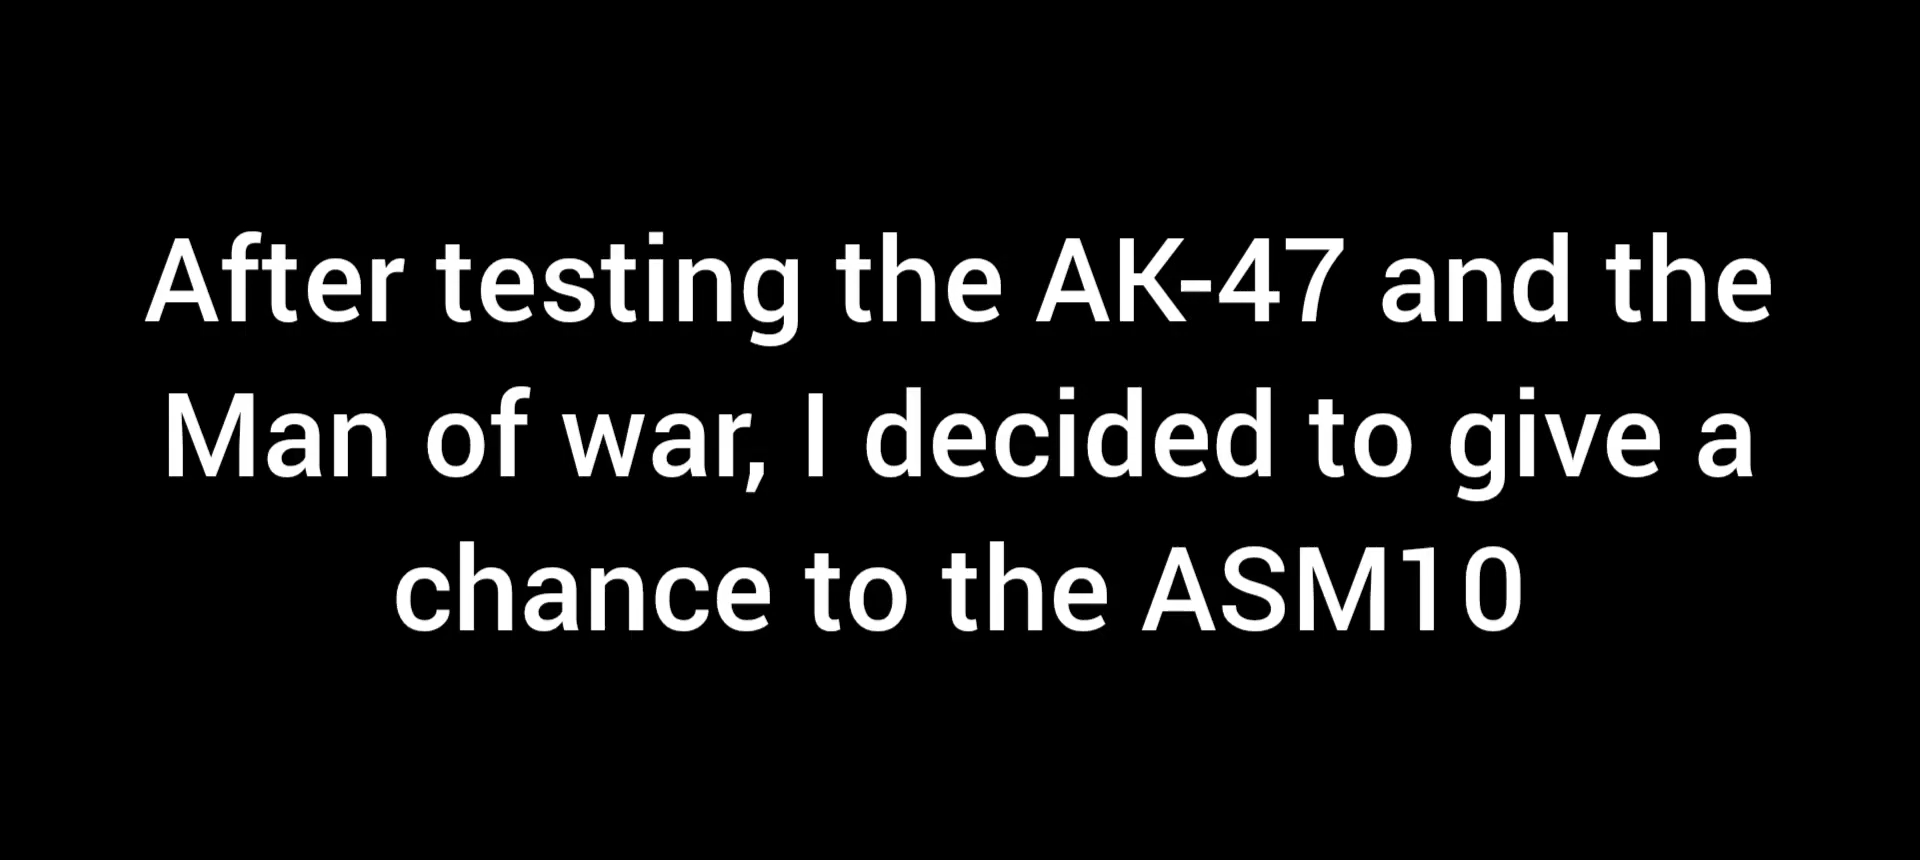 After testing the AK-47 and the
Man of war, I decided to give a
chance to the ASM10